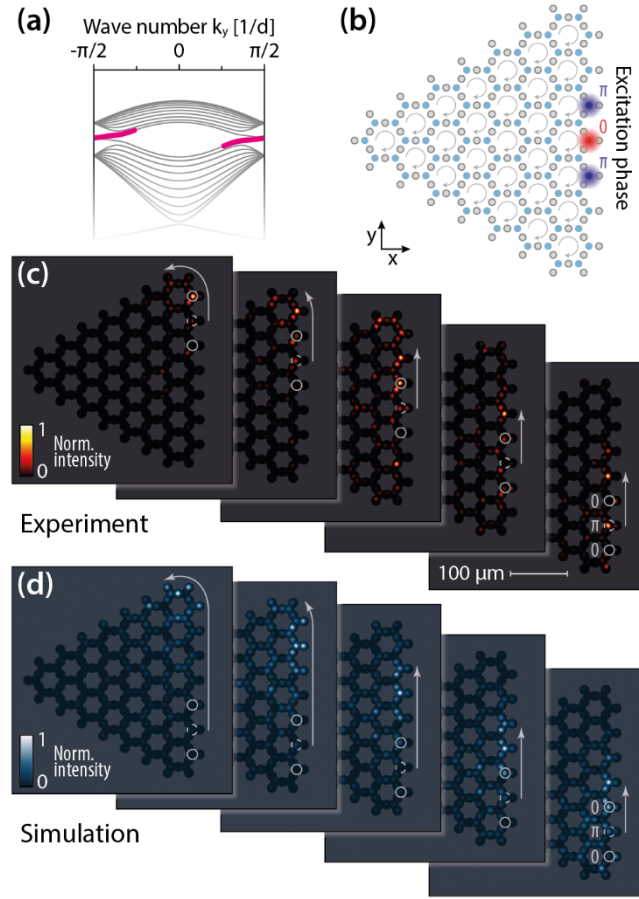 (a)
Wave number k_y [1/d]
-π/2 0 π/2
(b)
π
0
π
Excitation phase
y
x
(c)
1
0
Norm.
intensity
Experiment
0
π
0
100 μm
(d)
1
0
Norm.
intensity
Simulation
0
π
0